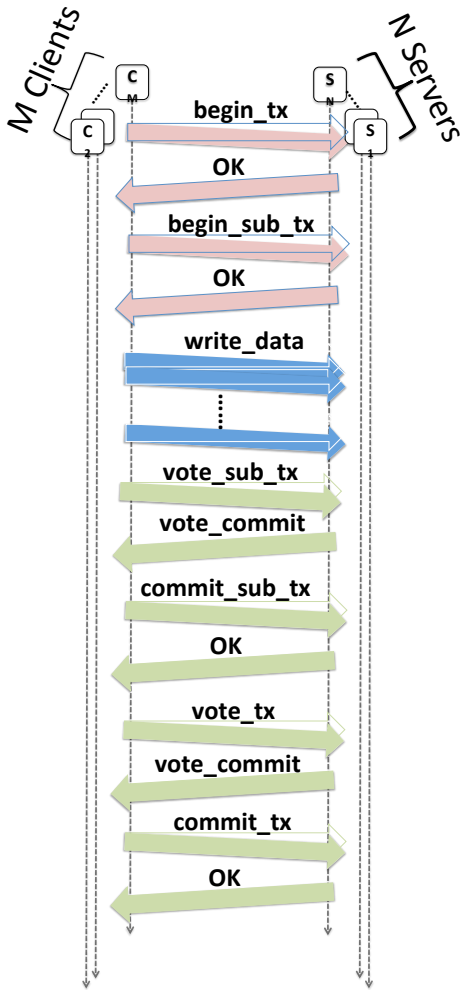 M Clients
N Servers
C
M
S
N
C
2
S
1
begin_tx
OK
begin_sub_tx
OK
write_data
vote_sub_tx
vote_commit
commit_sub_tx
OK
vote_tx
vote_commit
commit_tx
OK